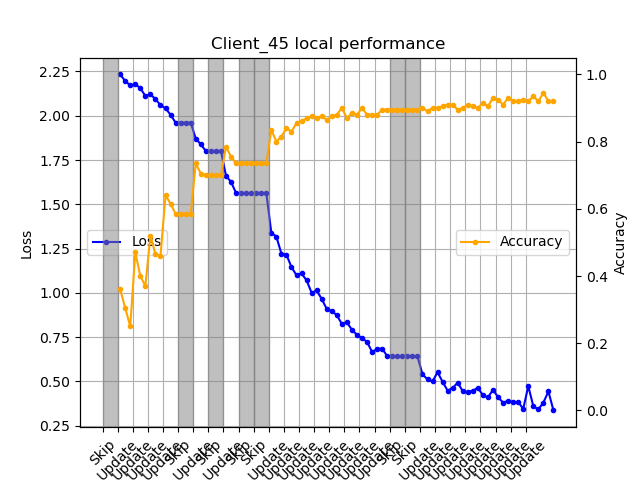 Client_45 local performance
2.25
2.00
1.75
1.50
1.25
1.00
0.75
0.50
0.25
Loss
1.0
0.8
0.6
0.4
0.2
0.0
Accuracy
Loss
Accuracy
Skip
Update
Update
Update
Update
Skip
Update
Skip
Update
Skip
Skip
Update
Update
Update
Update
Update
Update
Update
Update
Skip
Skip
Update
Update
Update
Update
Update
Update
Update
Update